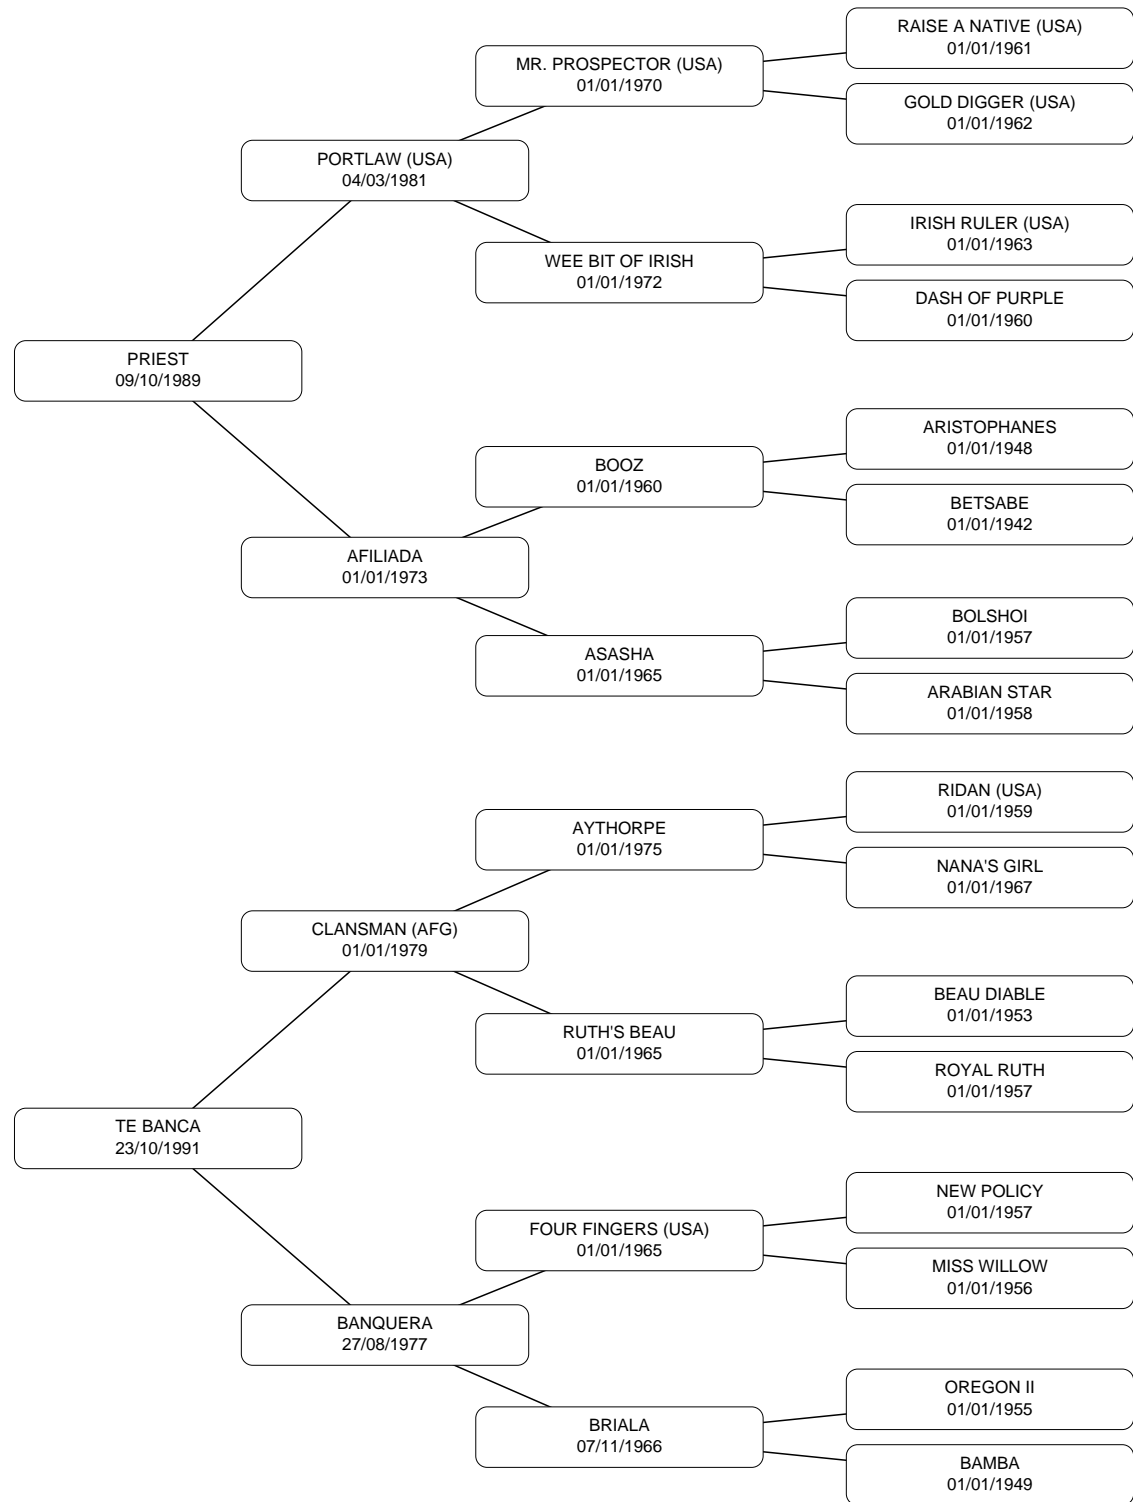 RAISE A NATIVE (USA)
01/01/1961
MR. PROSPECTOR (USA)
01/01/1970
GOLD DIGGER (USA)
01/01/1962
PORTLAW (USA)
04/03/1981
IRISH RULER (USA)
01/01/1963
WEE BIT OF IRISH
01/01/1972
DASH OF PURPLE
01/01/1960
PRIEST
09/10/1989
ARISTOPHANES
01/01/1948
BOOZ
01/01/1960
BETSABE
01/01/1942
AFILIADA
01/01/1973
BOLSHOI
01/01/1957
ASASHA
01/01/1965
ARABIAN STAR
01/01/1958
RIDAN (USA)
01/01/1959
AYTHORPE
01/01/1975
NANA'S GIRL
01/01/1967
CLANSMAN (AFG)
01/01/1979
BEAU DIABLE
01/01/1953
RUTH'S BEAU
01/01/1965
ROYAL RUTH
01/01/1957
TE BANCA
23/10/1991
NEW POLICY
01/01/1957
FOUR FINGERS (USA)
01/01/1965
MISS WILLOW
01/01/1956
BANQUERA
27/08/1977
OREGON II
01/01/1955
BRIALA
07/11/1966
BAMBA
01/01/1949